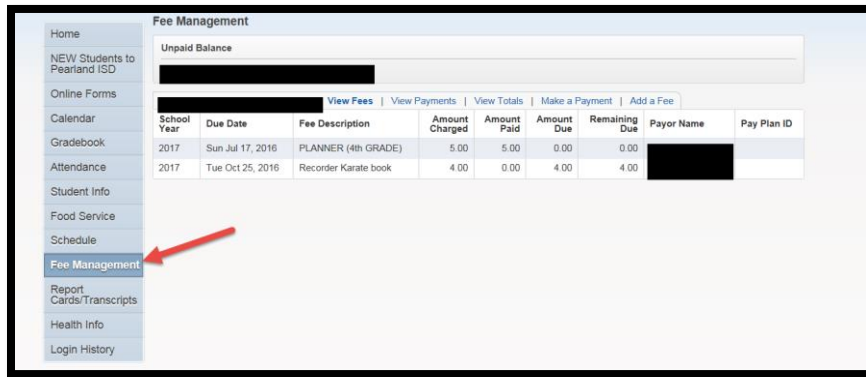 Home
NEW Students to
Pearland ISD
Online Forms
Calendar
Gradebook
Attendance
Student Info
Food Service
Schedule
Fee Management
Report
Cards/Transcripts
Health Info
Login History
Fee Management
Unpaid Balance
View Fees | View Payments | View Totals | Make a Payment | Add a Fee
School Year Due Date Fee Description Amount Charged Amount Paid Amount Due Remaining Due Payor Name Pay Plan ID
2017 Sun Jul 17, 2016 PLANNER (4th GRADE) 5.00 5.00 0.00 0.00
2017 Tue Oct 25, 2016 Recorder Karate book 4.00 0.00 4.00 4.00